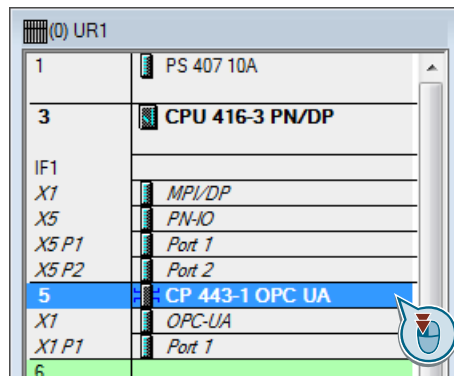 (0) UR1
1 PS 407 10A
3 CPU 416-3 PN/DP
IF1
X1 MPI/DP
X5 PN-IO
X5 P1 Port 1
X5 P2 Port 2
5 CP 443-1 OPC UA
X1 OPC-UA
X1 P1 Port 1
6